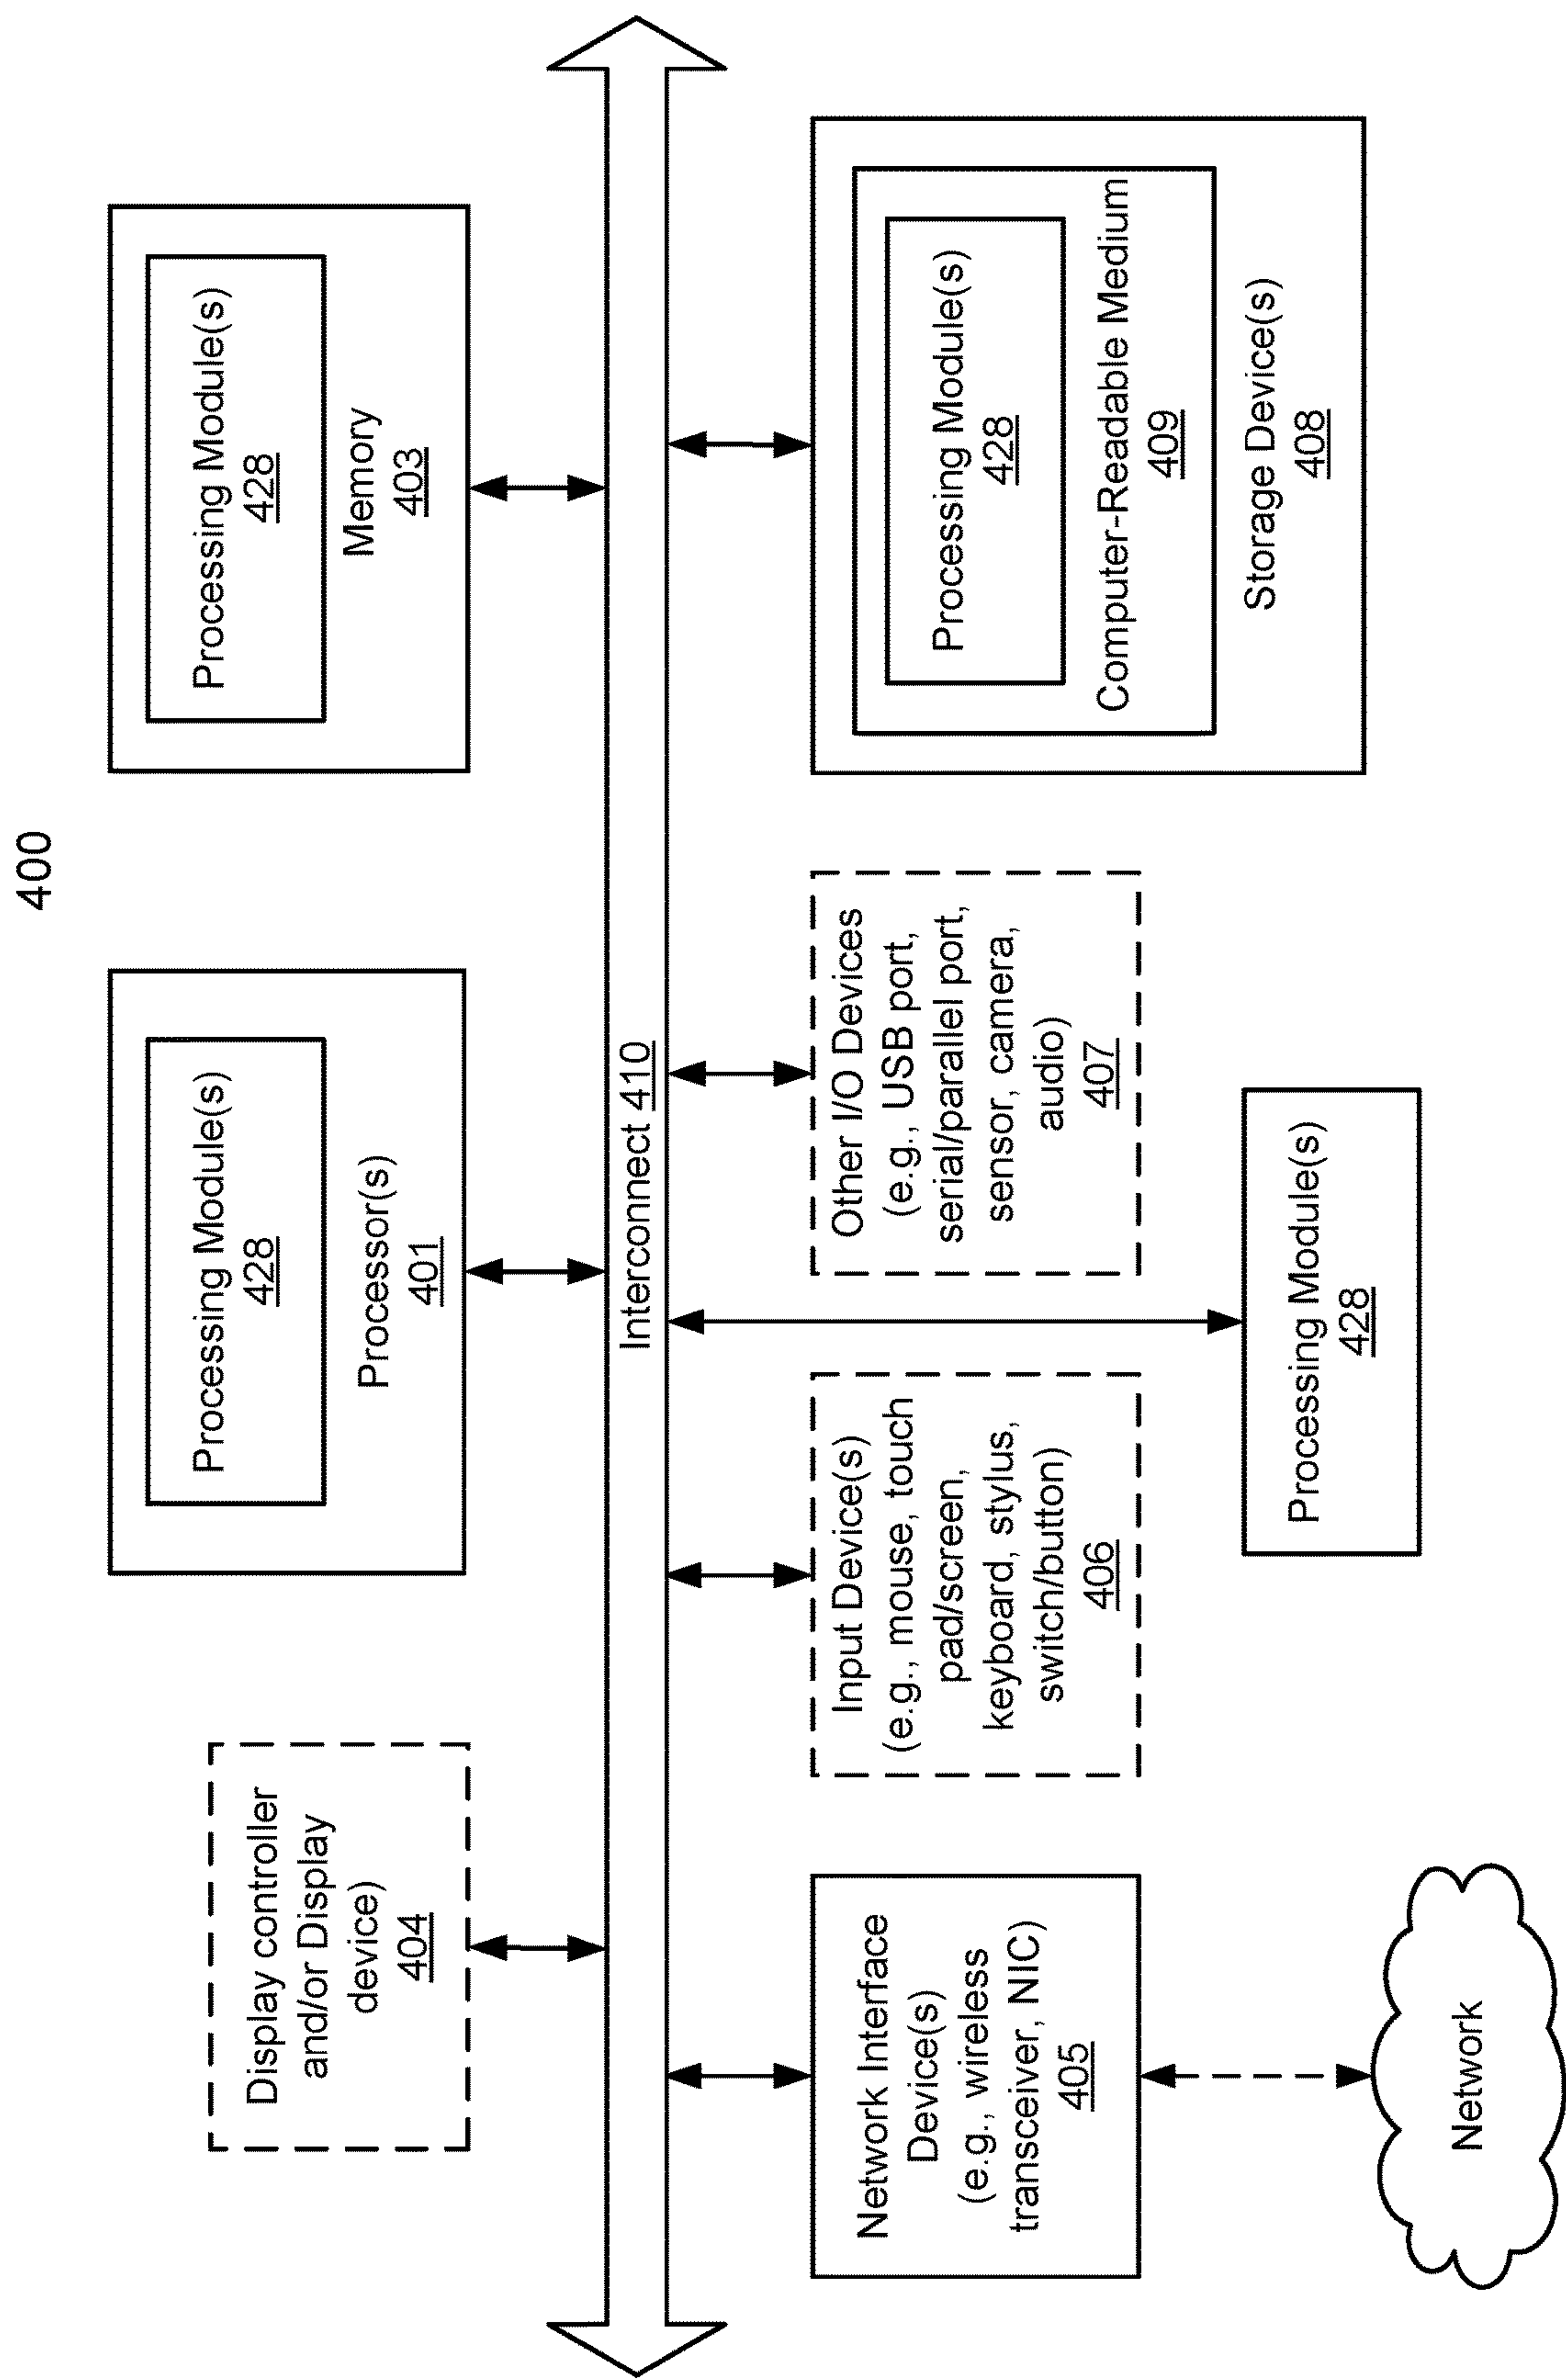 400
Display controller
and/or Display
device)
404
Processing Module(s)
428
Processor(s)
401
Processing Module(s)
428
Memory
403
Interconnect 410
Network Interface
Device(s)
(e.g., wireless
transceiver, NIC)
405
Input Device(s)
(e.g., mouse, touch
pad/screen,
keyboard, stylus,
switch/button)
406
Other I/O Devices
(e.g., USB port,
serial/parallel port,
sensor, camera,
audio)
407
Processing Module(s)
428
Computer-Readable Medium
409
Storage Device(s)
408
Processing Module(s)
428
Network